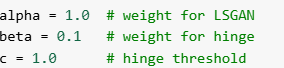 alpha = 1.0  # weight for LSGAN
beta = 0.1   # weight for hinge
c = 1.0      # hinge threshold